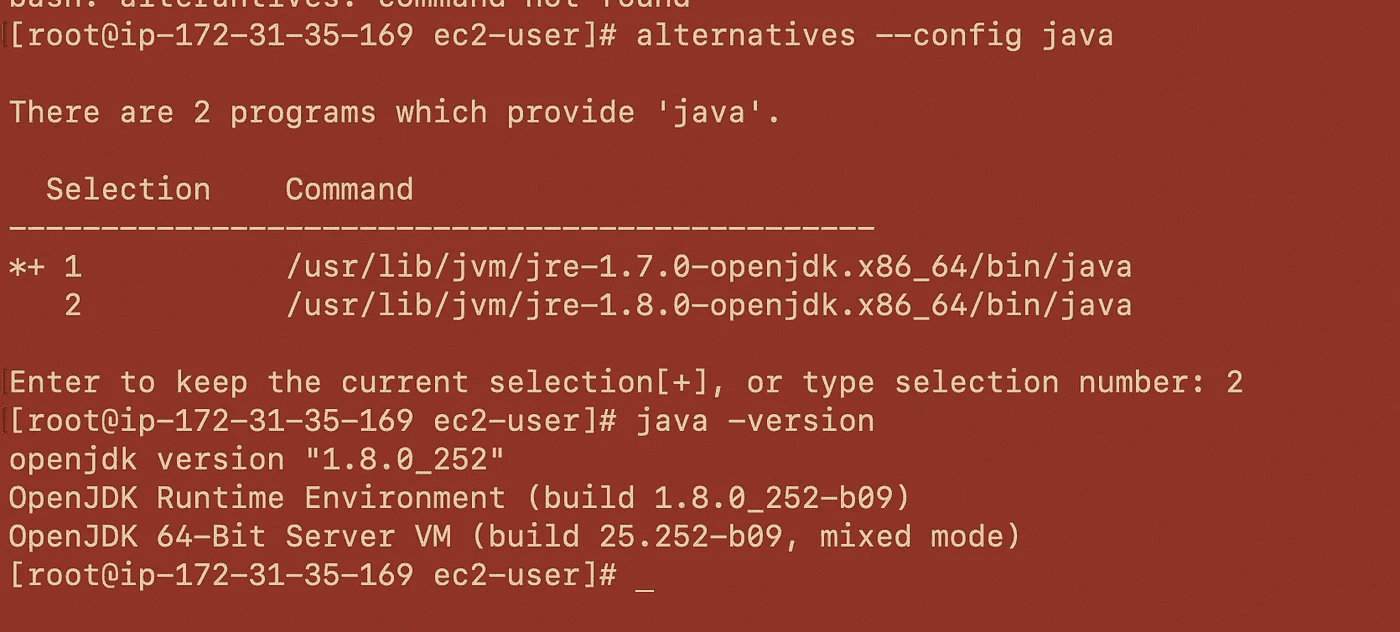 bash: alterantives: command not found
[root@ip-172-31-35-169 ec2-user]# alternatives --config java
There are 2 programs which provide 'java'.
  Selection    Command
-----------------------------------------------
*+ 1           /usr/lib/jvm/jre-1.7.0-openjdk.x86_64/bin/java
   2           /usr/lib/jvm/jre-1.8.0-openjdk.x86_64/bin/java
Enter to keep the current selection[+], or type selection number: 2
[root@ip-172-31-35-169 ec2-user]# java -version
openjdk version "1.8.0_252"
OpenJDK Runtime Environment (build 1.8.0_252-b09)
OpenJDK 64-Bit Server VM (build 25.252-b09, mixed mode)
[root@ip-172-31-35-169 ec2-user]# _